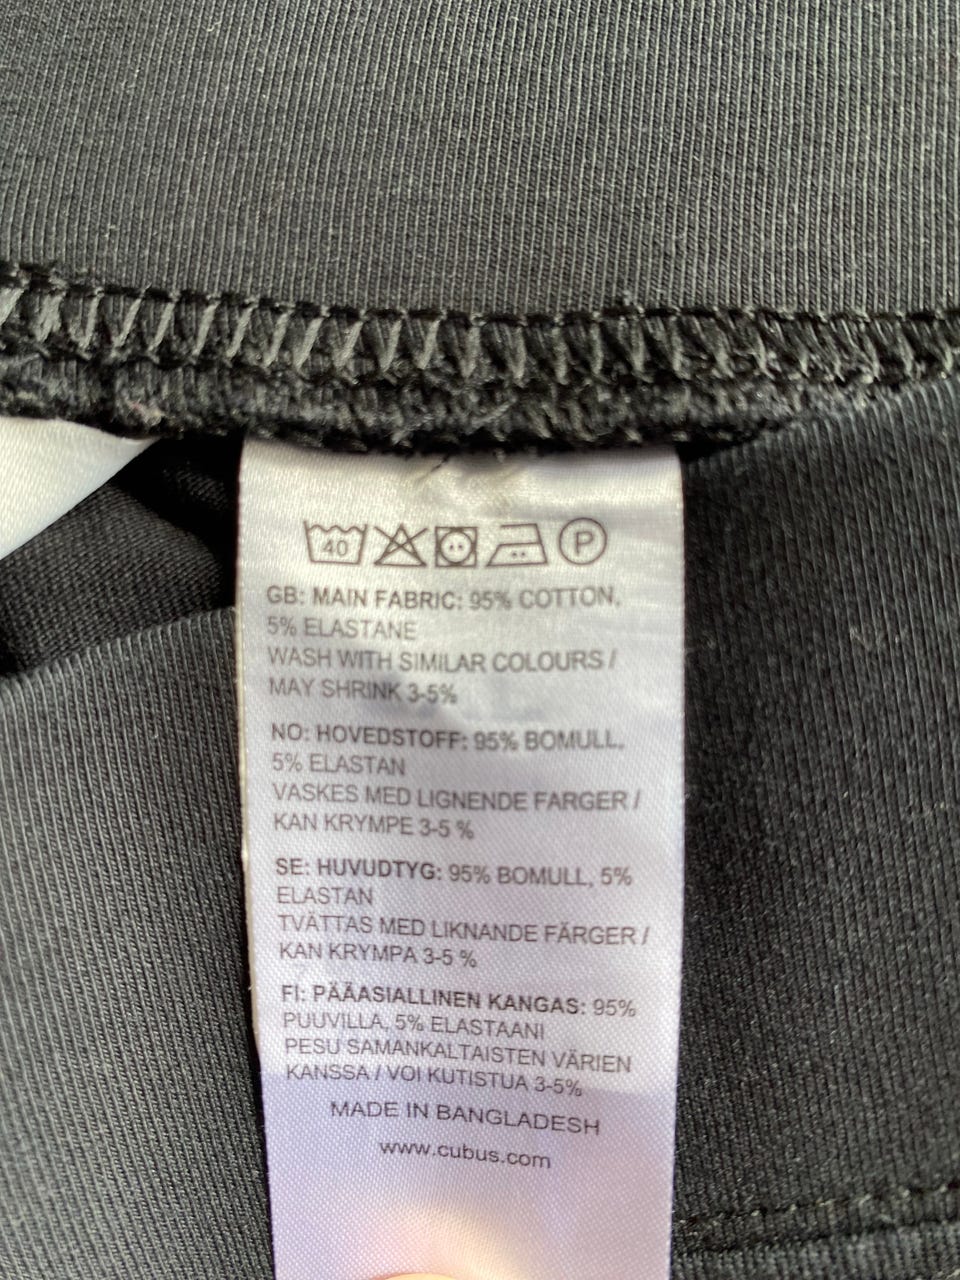 40 P
GB: MAIN FABRIC: 95% COTTON,
5% ELASTANE
WASH WITH SIMILAR COLOURS /
MAY SHRINK 3-5%
NO: HOVEDSTOFF: 95% BOMULL,
5% ELASTAN
VASKES MED LIGNENDE FARGER /
KAN KRYMPE 3-5 %
SE: HUVUDTYG: 95% BOMULL, 5%
ELASTAN
TVÄTTAS MED LIKNANDE FÄRGER /
KAN KRYMPA 3-5 %
FI: PÄÄASIALLINEN KANGAS: 95%
PUUVILLA, 5% ELASTAANI
PESU SAMANKALTAISTEN VÄRIEN
KANSSA / VOI KUTISTUA 3-5%
MADE IN BANGLADESH
www.cubus.com